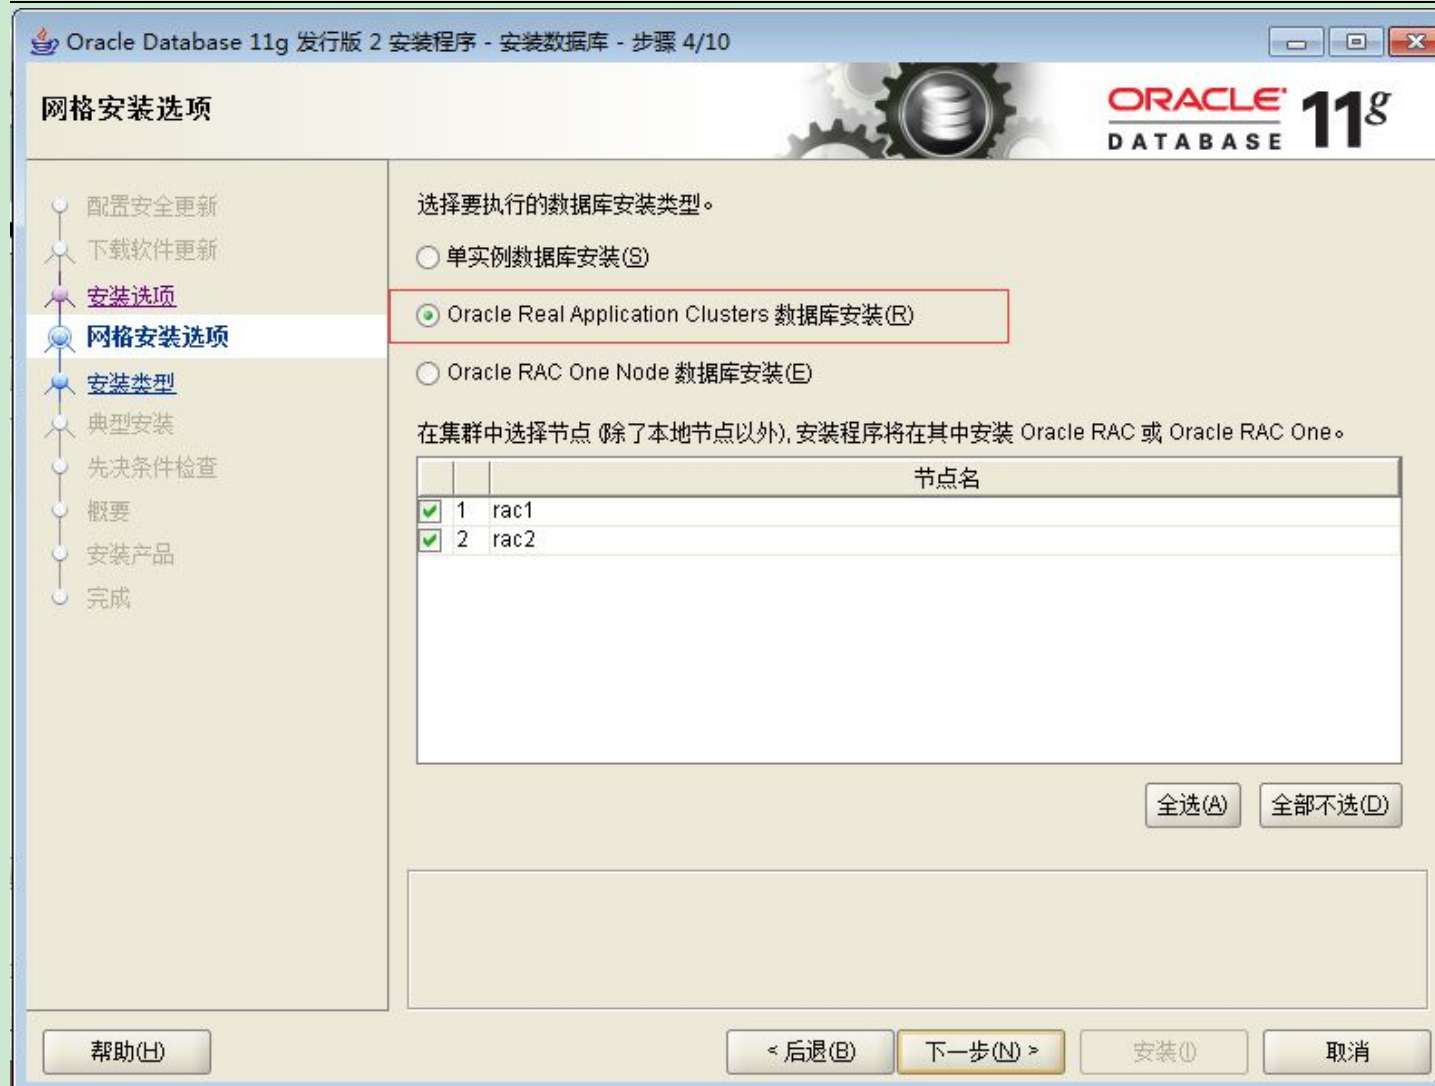 Oracle Database 11g 发行版 2 安装程序 - 安装数据库 - 步骤 4/10
网格安装选项
ORACLE
DATABASE
11g
配置安全更新
下载软件更新
安装选项
网格安装选项
安装类型
典型安装
先决条件检查
概要
安装产品
完成
选择要执行的数据库安装类型。
单实例数据库安装(S)
Oracle Real Application Clusters 数据库安装(R)
Oracle RAC One Node 数据库安装(E)
在集群中选择节点 (除了本地节点以外), 安装程序将在其中安装 Oracle RAC 或 Oracle RAC One。
节点名
1 rac1
2 rac2
全选(A) 全部不选(D)
帮助(H) < 后退(B) 下一步(N) > 安装(I) 取消